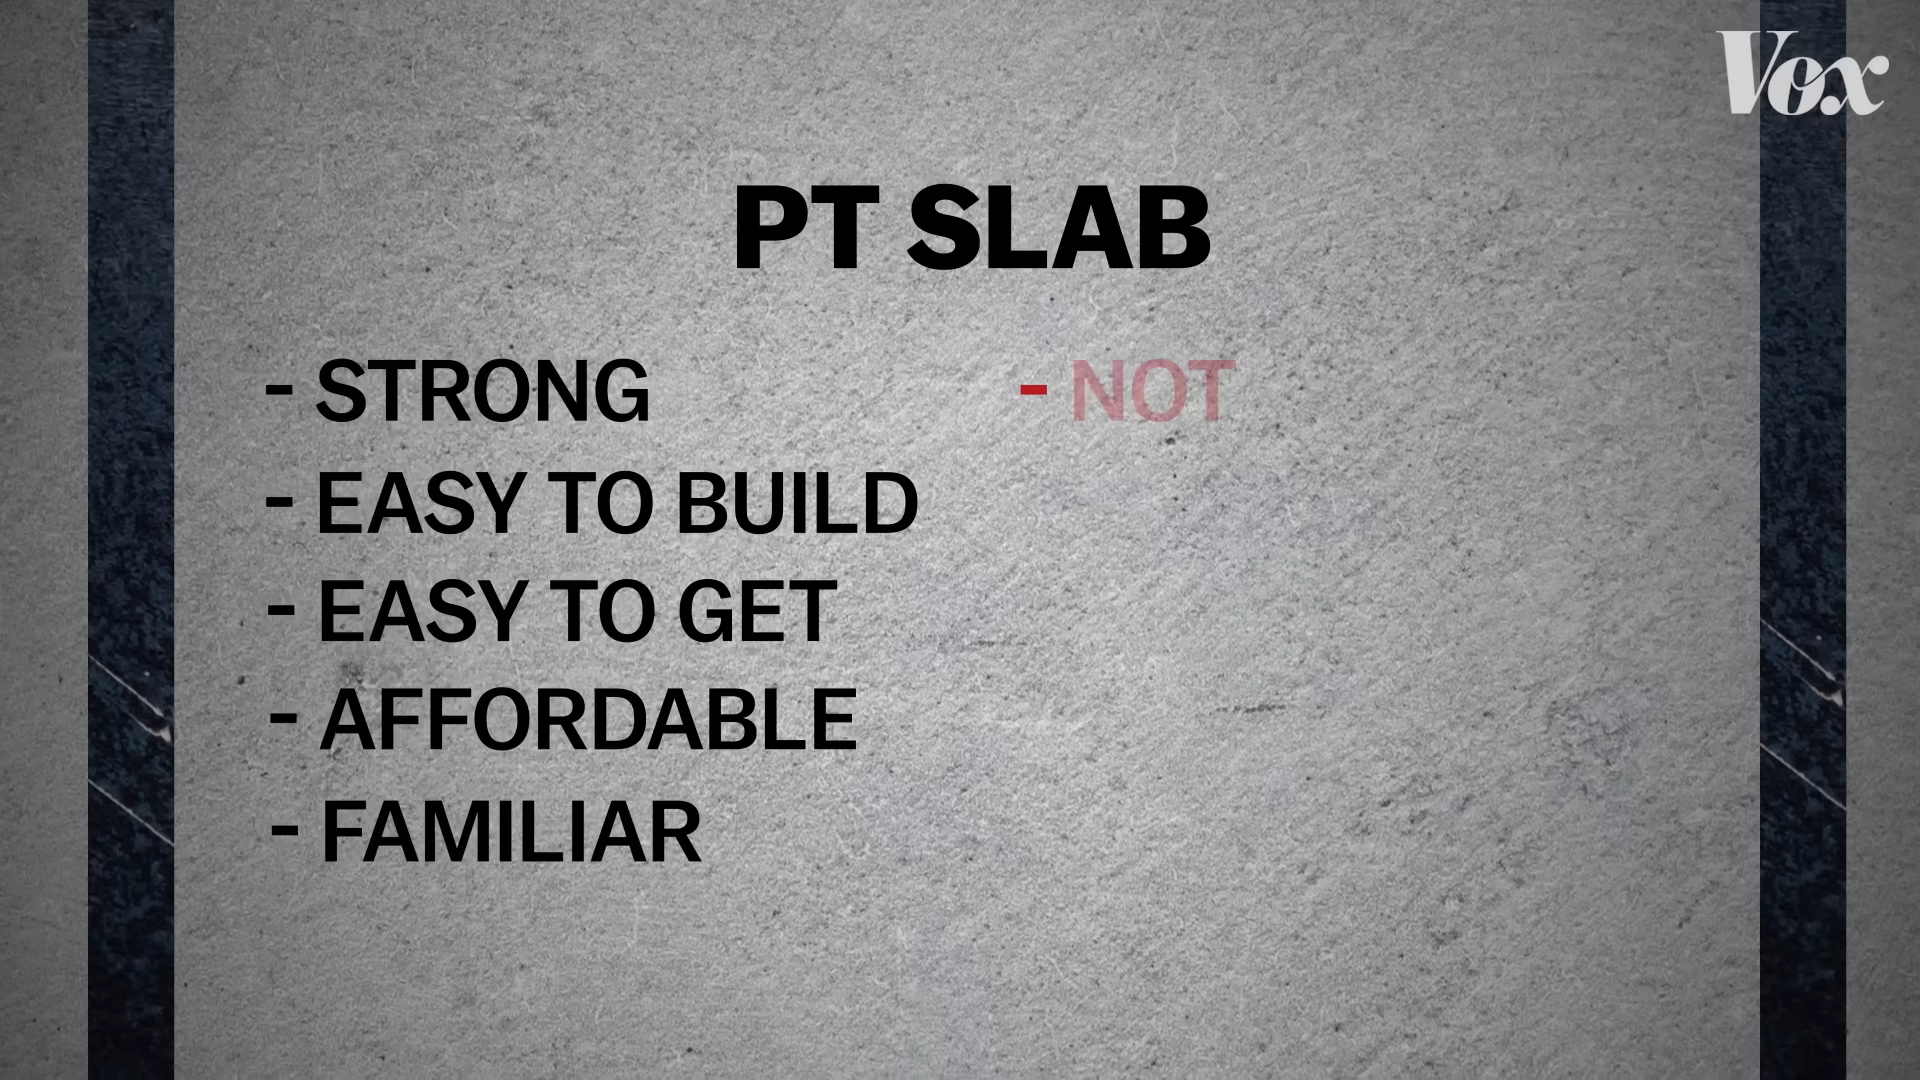 Vox
PT SLAB
- STRONG
- EASY TO BUILD
- EASY TO GET
- AFFORDABLE
- FAMILIAR
- NOT